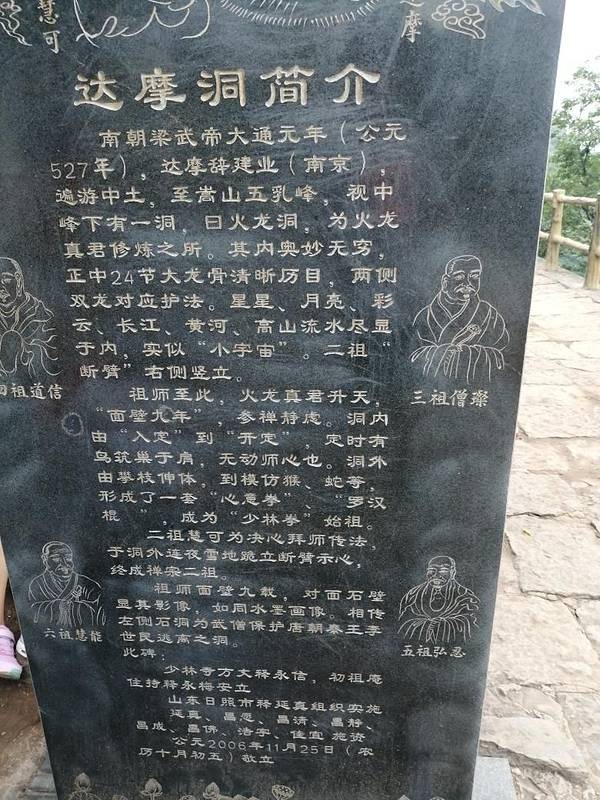 慧可
达摩
达摩洞简介
南朝梁武帝大通元年（公元
527年），达摩辞建业（南京），
遍游中土，至嵩山五乳峰，视中
峰下有一洞，曰火龙洞，为火龙
真君修炼之所。其内奥妙无穷，
正中24节大龙骨清晰历目，两侧
双龙对应护法。星星、月亮、彩
云、长江、黄河、高山流水尽显
于内，实似“小宇宙”。二祖“
断臂”右侧竖立。
四祖道信
三祖僧璨
祖师至此，火龙真君升天，
“面壁九年”，参禅静虑。洞内
由“入定”到“开定”，定时有
鸟筑巢于肩，无动师心也。洞外
由攀枝伸体，到模仿猴、蛇等，
形成了一套“心意拳”“罗汉
棍”，成为“少林拳”始祖。
二祖慧可为决心拜师传法，
于洞外连夜雪地跪立断臂示心，
终成禅宗二祖。
祖师面壁九载，对面石壁
显其影像，如同水墨画像、相传
左侧石洞为武僧保护唐朝秦王李
世民逃离之洞。
六祖慧能
五祖弘忍
此碑：
少林寺方丈释永信，初祖庵
住持释永梅安立
山东日照市释延真组织实施
延真、昌恩、昌清、昌静、
昌成、昌佛、浩宇、佳宜 施资
公元2006年11月25日（农
历十月初五）敬立